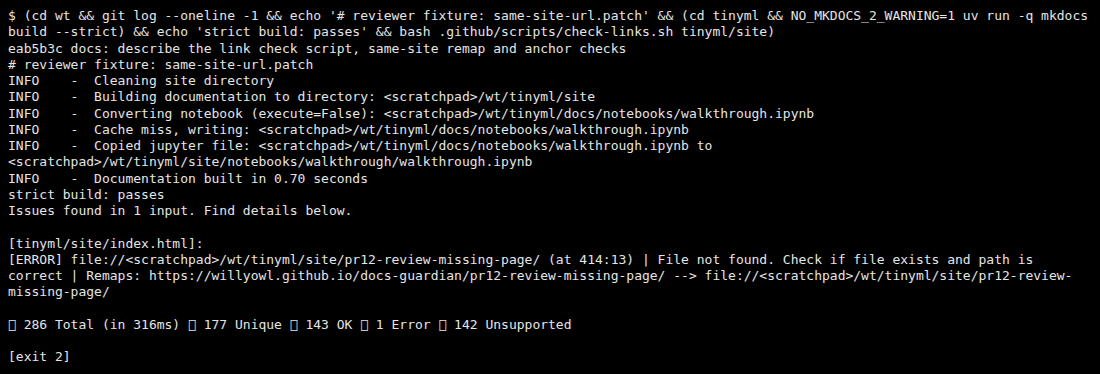 $ (cd wt && git log --oneline -1 && echo '# reviewer fixture: same-site-url.patch' && (cd tinyml && NO_MKDOCS_2_WARNING=1 uv run -q mkdocs
build --strict) && echo 'strict build: passes' && bash .github/scripts/check-links.sh tinyml/site)
eab5b3c docs: describe the link check script, same-site remap and anchor checks
# reviewer fixture: same-site-url.patch
INFO    -  Cleaning site directory
INFO    -  Building documentation to directory: <scratchpad>/wt/tinyml/site
INFO    -  Converting notebook (execute=False): <scratchpad>/wt/tinyml/docs/notebooks/walkthrough.ipynb
INFO    -  Cache miss, writing: <scratchpad>/wt/tinyml/docs/notebooks/walkthrough.ipynb
INFO    -  Copied jupyter file: <scratchpad>/wt/tinyml/docs/notebooks/walkthrough.ipynb to
<scratchpad>/wt/tinyml/site/notebooks/walkthrough/walkthrough.ipynb
INFO    -  Documentation built in 0.70 seconds
strict build: passes
Issues found in 1 input. Find details below.

[tinyml/site/index.html]:
[ERROR] file://<scratchpad>/wt/tinyml/site/pr12-review-missing-page/ (at 414:13) | File not found. Check if file exists and path is
correct | Remaps: https://willyowl.github.io/docs-guardian/pr12-review-missing-page/ --> file://<scratchpad>/wt/tinyml/site/pr12-review-
missing-page/

▯ 286 Total (in 316ms) ▯ 177 Unique ▯ 143 OK ▯ 1 Error ▯ 142 Unsupported

[exit 2]